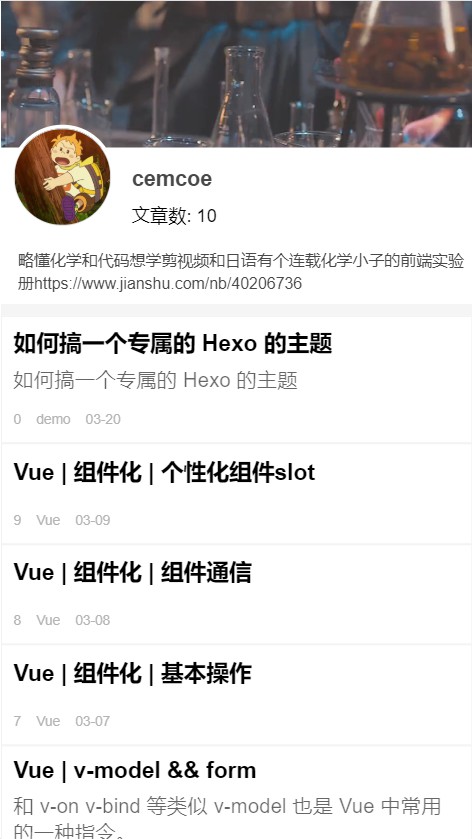 cemcoe
文章数: 10
略懂化学和代码想学剪视频和日语有个连载化学小子的前端实验
册https://www.jianshu.com/nb/40206736
如何搞一个专属的 Hexo 的主题
如何搞一个专属的 Hexo 的主题
0 demo 03-20
Vue | 组件化 | 个性化组件slot
9 Vue 03-09
Vue | 组件化 | 组件通信
8 Vue 03-08
Vue | 组件化 | 基本操作
7 Vue 03-07
Vue | v-model && form
和 v-on v-bind 等类似 v-model 也是 Vue 中常用
的一种指令。